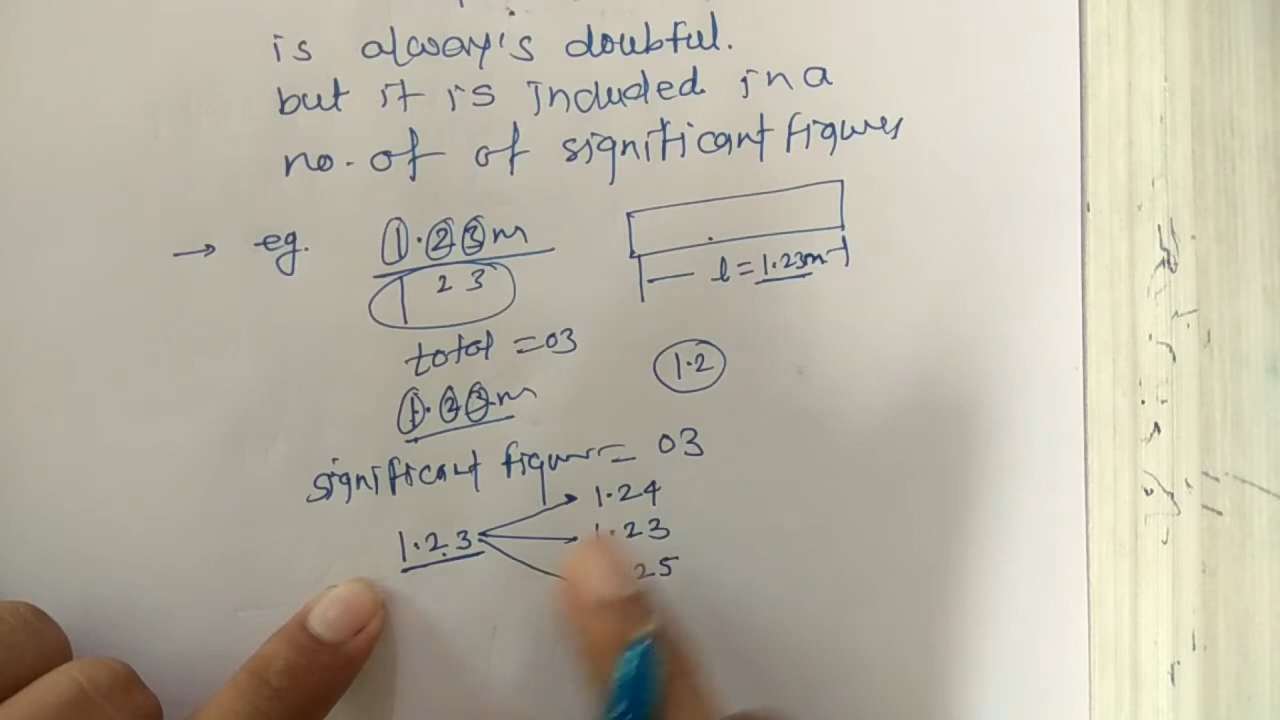 is always doubtful.
but it is included in a
no. of of significant figures
→ eg. 1.23m
1 2 3
l = 1.23m
total = 03
1.2
1.23m
significant figure = 03
1.24
1.23 1.23
25